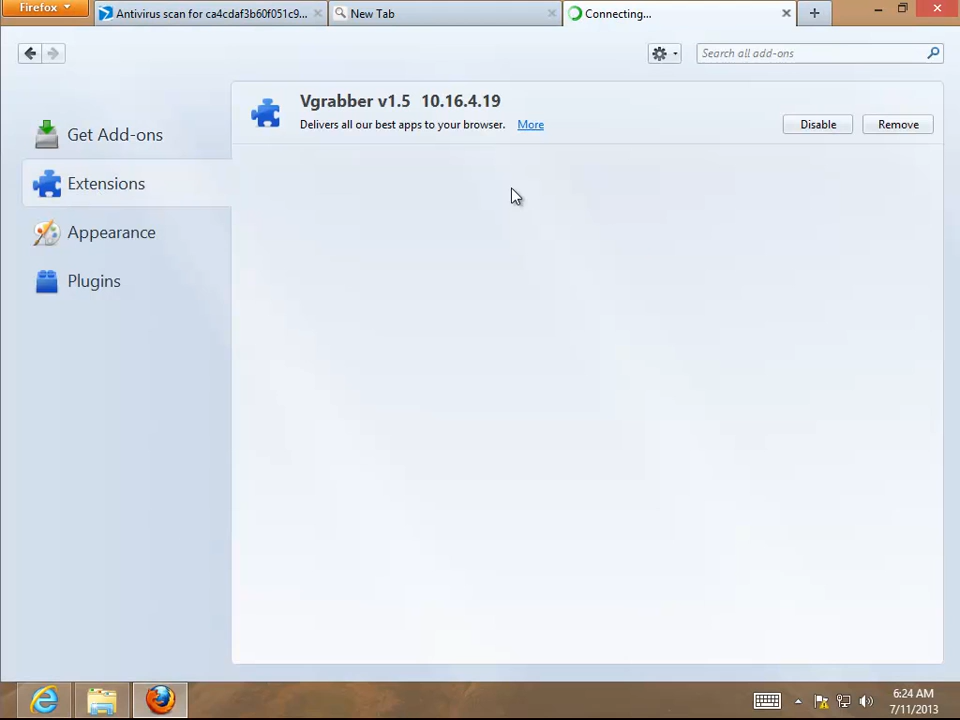 Firefox
Antivirus scan for ca4cdaf3b60f051c9...
New Tab
Connecting...
Search all add-ons
Get Add-ons
Extensions
Appearance
Plugins
Vgrabber v1.5 10.16.4.19
Delivers all our best apps to your browser. More
Disable
Remove
6:24 AM
7/11/2013